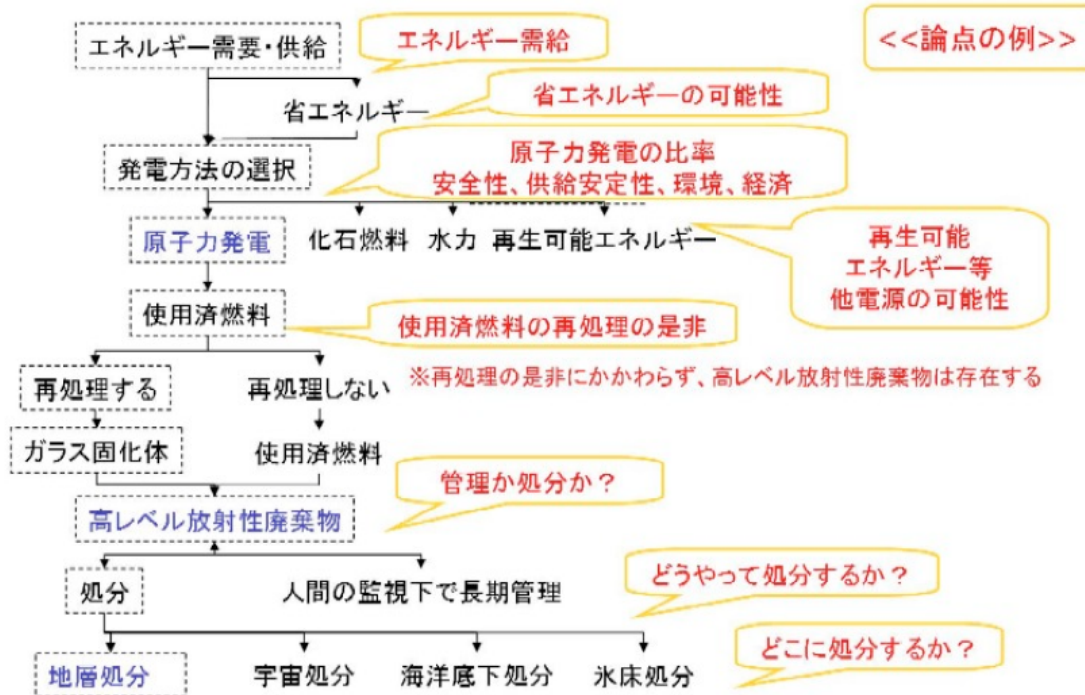 エネルギー需要・供給
エネルギー需給
<<論点の例>>
省エネルギー
省エネルギーの可能性
発電方法の選択
原子力発電の比率
安全性、供給安定性、環境、経済
原子力発電
化石燃料
水力
再生可能エネルギー
再生可能
エネルギー等
他電源の可能性
使用済燃料
使用済燃料の再処理の是非
再処理する
再処理しない
※再処理の是非にかかわらず、高レベル放射性廃棄物は存在する
ガラス固化体
使用済燃料
管理か処分か?
高レベル放射性廃棄物
処分
人間の監視下で長期管理
どうやって処分するか?
地層処分
宇宙処分
海洋底下処分
氷床処分
どこに処分するか?